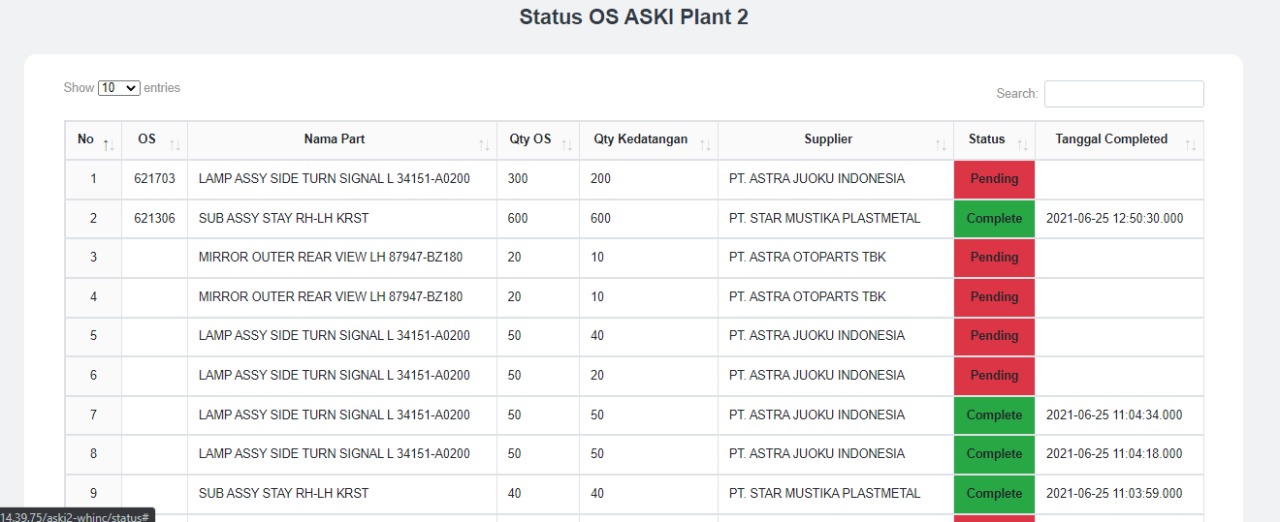 Status OS ASKI Plant 2
Show 10 entries
Search:
No OS Nama Part Qty OS Qty Kedatangan Supplier Status Tanggal Completed
1 621703 LAMP ASSY SIDE TURN SIGNAL L 34151-A0200 300 200 PT. ASTRA JUOKU INDONESIA Pending
2 621306 SUB ASSY STAY RH-LH KRST 600 600 PT. STAR MUSTIKA PLASTMETAL Complete 2021-06-25 12:50:30.000
3 MIRROR OUTER REAR VIEW LH 87947-BZ180 20 10 PT. ASTRA OTOPARTS TBK Pending
4 MIRROR OUTER REAR VIEW LH 87947-BZ180 20 10 PT. ASTRA OTOPARTS TBK Pending
5 LAMP ASSY SIDE TURN SIGNAL L 34151-A0200 50 40 PT. ASTRA JUOKU INDONESIA Pending
6 LAMP ASSY SIDE TURN SIGNAL L 34151-A0200 50 20 PT. ASTRA JUOKU INDONESIA Pending
7 LAMP ASSY SIDE TURN SIGNAL L 34151-A0200 50 50 PT. ASTRA JUOKU INDONESIA Complete 2021-06-25 11:04:34.000
8 LAMP ASSY SIDE TURN SIGNAL L 34151-A0200 50 50 PT. ASTRA JUOKU INDONESIA Complete 2021-06-25 11:04:18.000
9 SUB ASSY STAY RH-LH KRST 40 40 PT. STAR MUSTIKA PLASTMETAL Complete 2021-06-25 11:03:59.000
14.39.75/aski2-whinc/status#